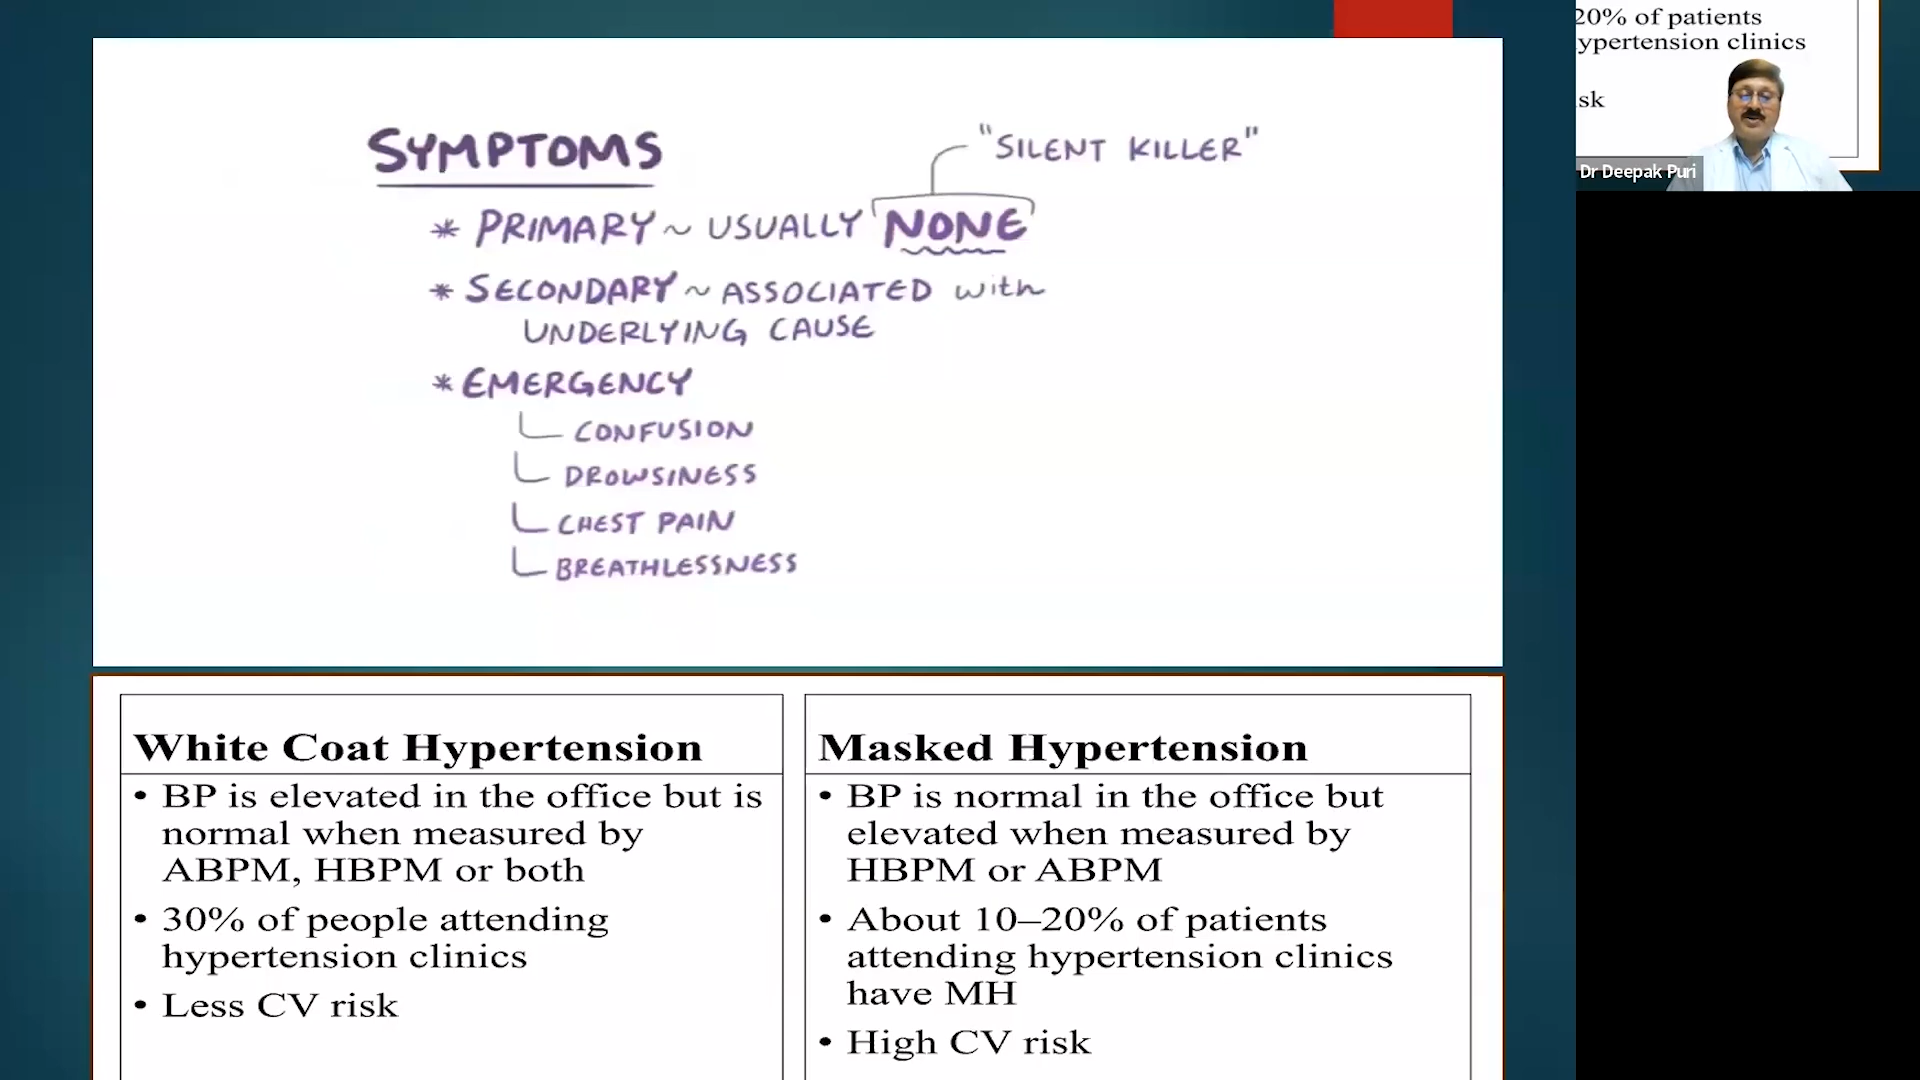 SYMPTOMS
"SILENT KILLER"
* PRIMARY ~ USUALLY NONE
* SECONDARY ~ ASSOCIATED with
UNDERLYING CAUSE
* EMERGENCY
CONFUSION
DROWSINESS
CHEST PAIN
BREATHLESSNESS
White Coat Hypertension
• BP is elevated in the office but is
normal when measured by
ABPM, HBPM or both
• 30% of people attending
hypertension clinics
• Less CV risk
Masked Hypertension
• BP is normal in the office but
elevated when measured by
HBPM or ABPM
• About 10–20% of patients
attending hypertension clinics
have MH
• High CV risk
20% of patients
ypertension clinics
sk
Dr Deepak Puri